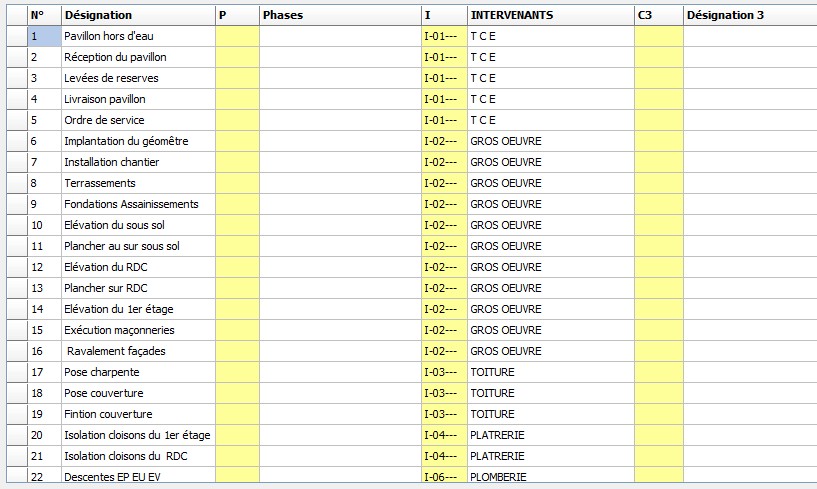 N° Désignation P Phases I INTERVENANTS C3 Désignation 3
1 Pavillon hors d'eau I-01--- T C E
2 Réception du pavillon I-01--- T C E
3 Levées de reserves I-01--- T C E
4 Livraison pavillon I-01--- T C E
5 Ordre de service I-01--- T C E
6 Implantation du géomêtre I-02--- GROS OEUVRE
7 Installation chantier I-02--- GROS OEUVRE
8 Terrassements I-02--- GROS OEUVRE
9 Fondations Assainissements I-02--- GROS OEUVRE
10 Elévation du sous sol I-02--- GROS OEUVRE
11 Plancher au sur sous sol I-02--- GROS OEUVRE
12 Elévation du RDC I-02--- GROS OEUVRE
13 Plancher sur RDC I-02--- GROS OEUVRE
14 Elévation du 1er étage I-02--- GROS OEUVRE
15 Exécution maçonneries I-02--- GROS OEUVRE
16 Ravalement façades I-02--- GROS OEUVRE
17 Pose charpente I-03--- TOITURE
18 Pose couverture I-03--- TOITURE
19 Fintion couverture I-03--- TOITURE
20 Isolation cloisons du 1er étage I-04--- PLATRERIE
21 Isolation cloisons du RDC I-04--- PLATRERIE
22 Descentes EP EU EV I-06--- PLOMBERIE